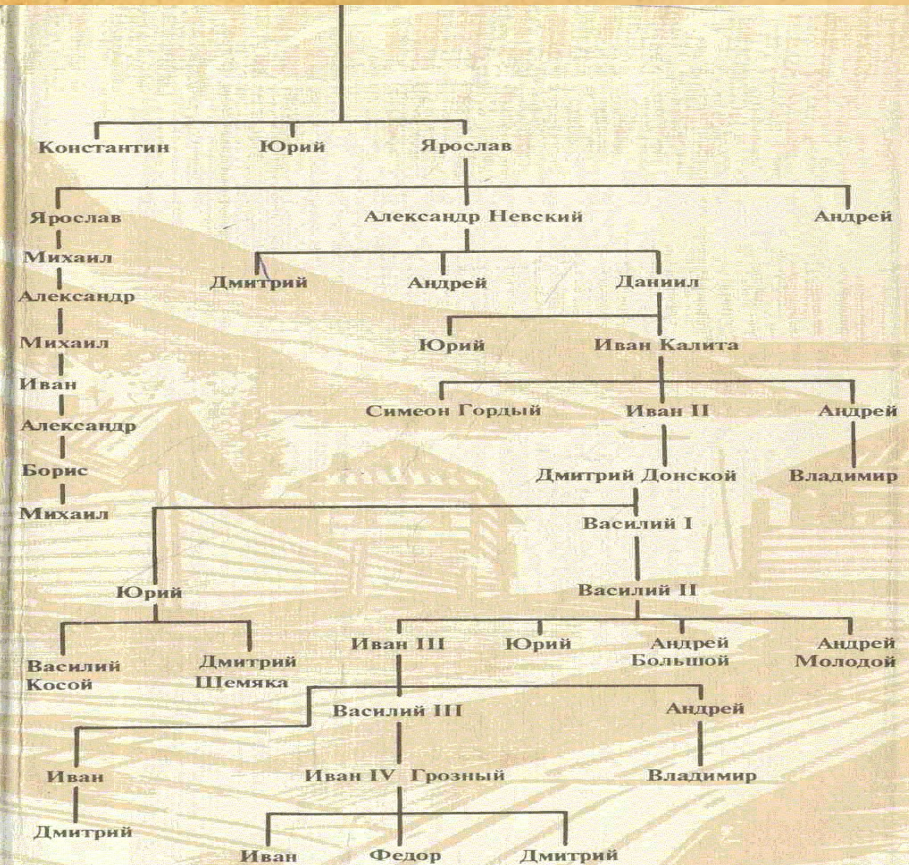 Константин Юрий Ярослав
Ярослав Александр Невский Андрей
Михаил
Дмитрий Андрей Даниил
Александр
Михаил Юрий Иван Калита
Иван
Симеон Гордый Иван II Андрей
Александр
Борис Дмитрий Донской Владимир
Михаил Василий I
Юрий Василий II
Иван III Юрий Андрей Андрей
Большой Молодой
Василий Дмитрий
Косой Шемяка
Василий III Андрей
Иван Иван IV Грозный Владимир
Дмитрий
Иван Федор Дмитрий